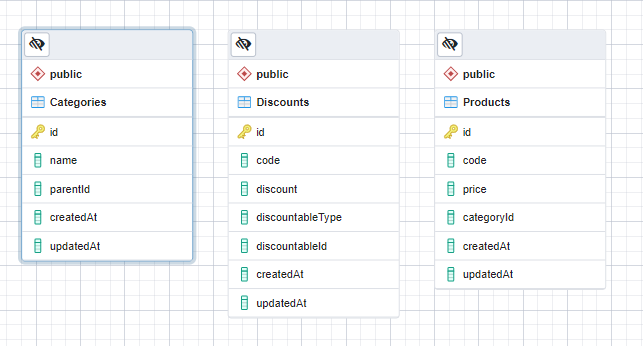 public
Categories
id
name
parentId
createdAt
updatedAt
public
Discounts
id
code
discount
discountableType
discountableId
createdAt
updatedAt
public
Products
id
code
price
categoryId
createdAt
updatedAt